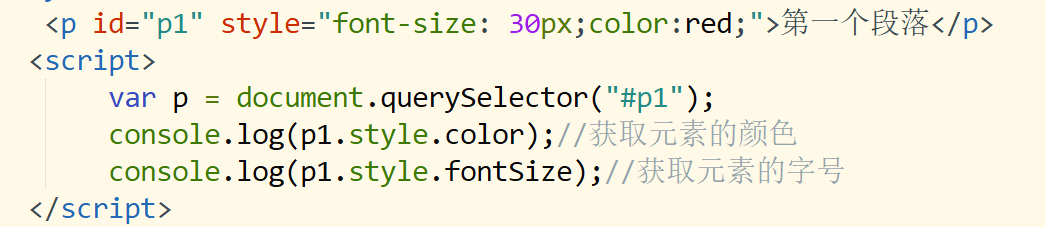 <p id="p1" style="font-size: 30px;color:red;">第一个段落</p>
<script>
var p = document.querySelector("#p1");
console.log(p1.style.color);//获取元素的颜色
console.log(p1.style.fontSize);//获取元素的字号
</script>